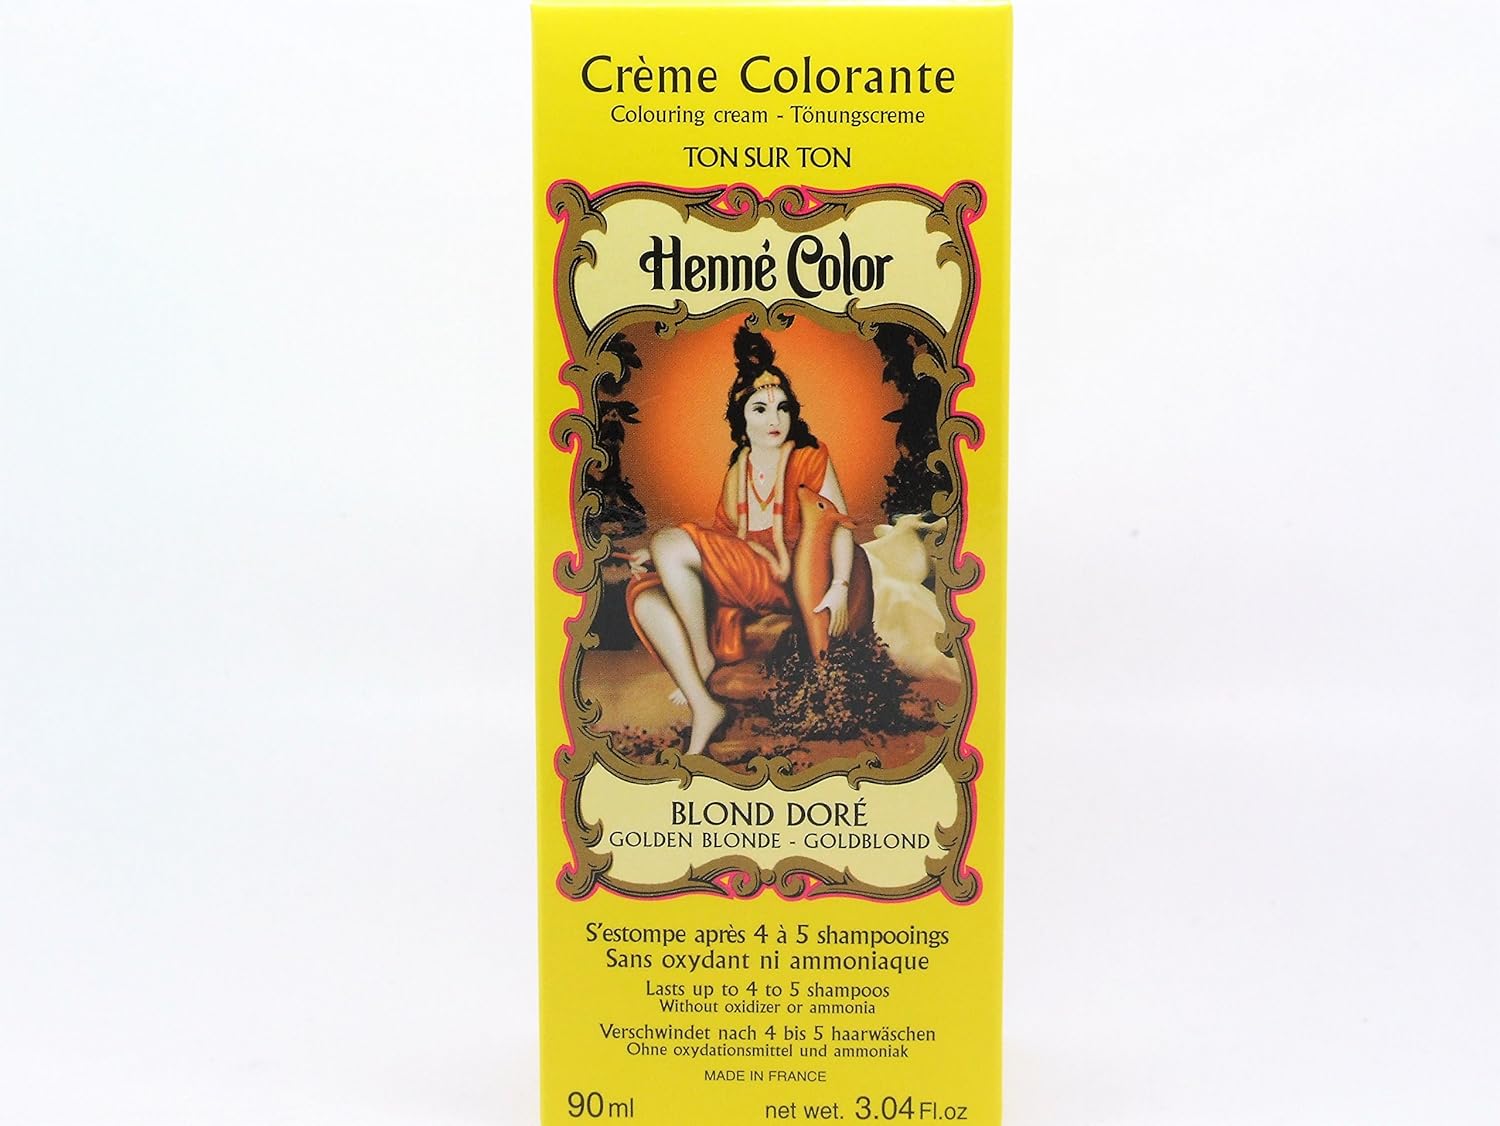 Crème Colorante
Colouring cream - Tönungscreme
TON SUR TON
Henné Color
BLOND DORÉ
GOLDEN BLONDE - GOLDBLOND
S'estompe après 4 à 5 shampooings
Sans oxydant ni ammoniaque
Lasts up to 4 to 5 shampoos
Without oxidizer or ammonia
Verschwindet nach 4 bis 5 haarwäschen
Ohne oxydationsmittel und ammoniak
MADE IN FRANCE
90ml net wet. 3.04 Fl.oz